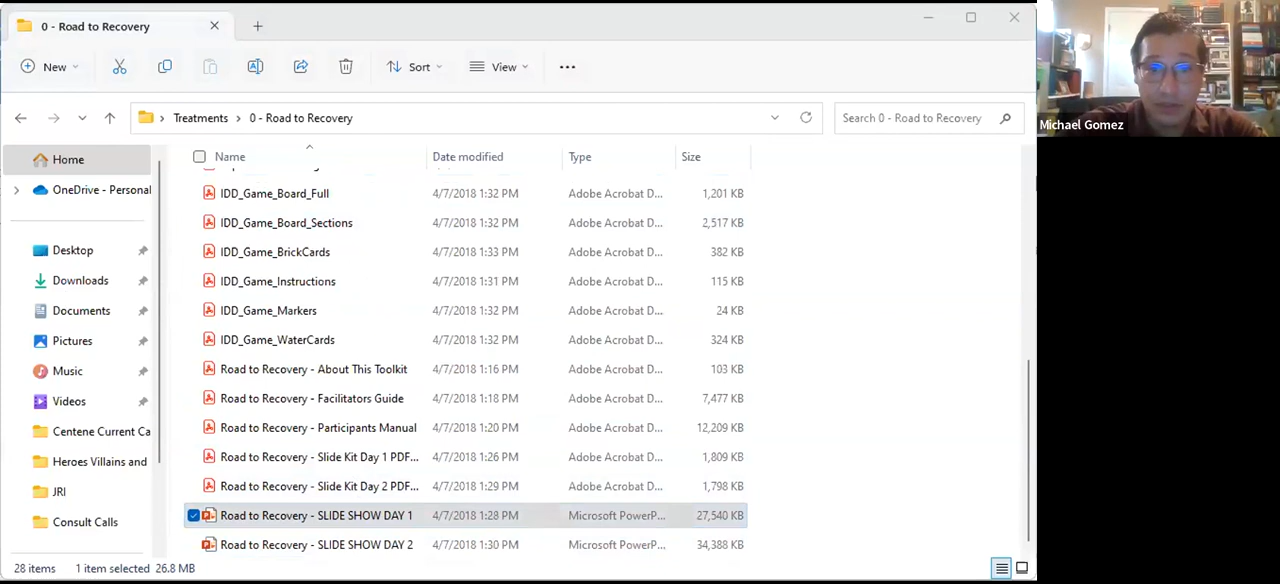 0 - Road to Recovery
New
Sort
View
Treatments > 0 - Road to Recovery
Search 0 - Road to Recovery
Home
OneDrive - Personal
Desktop
Downloads
Documents
Pictures
Music
Videos
Centene Current Ca
Heroes Villains and
JRI
Consult Calls
Name Date modified Type Size
IDD_Game_Board_Full 4/7/2018 1:32 PM Adobe Acrobat D... 1,201 KB
IDD_Game_Board_Sections 4/7/2018 1:32 PM Adobe Acrobat D... 2,517 KB
IDD_Game_BrickCards 4/7/2018 1:33 PM Adobe Acrobat D... 382 KB
IDD_Game_Instructions 4/7/2018 1:31 PM Adobe Acrobat D... 115 KB
IDD_Game_Markers 4/7/2018 1:32 PM Adobe Acrobat D... 24 KB
IDD_Game_WaterCards 4/7/2018 1:32 PM Adobe Acrobat D... 324 KB
Road to Recovery - About This Toolkit 4/7/2018 1:16 PM Adobe Acrobat D... 103 KB
Road to Recovery - Facilitators Guide 4/7/2018 1:18 PM Adobe Acrobat D... 7,477 KB
Road to Recovery - Participants Manual 4/7/2018 1:20 PM Adobe Acrobat D... 12,209 KB
Road to Recovery - Slide Kit Day 1 PDF... 4/7/2018 1:26 PM Adobe Acrobat D... 1,809 KB
Road to Recovery - Slide Kit Day 2 PDF... 4/7/2018 1:29 PM Adobe Acrobat D... 1,798 KB
Road to Recovery - SLIDE SHOW DAY 1 4/7/2018 1:28 PM Microsoft PowerP... 27,540 KB
Road to Recovery - SLIDE SHOW DAY 2 4/7/2018 1:30 PM Microsoft PowerP... 34,388 KB
28 items 1 item selected 26.8 MB
Michael Gomez